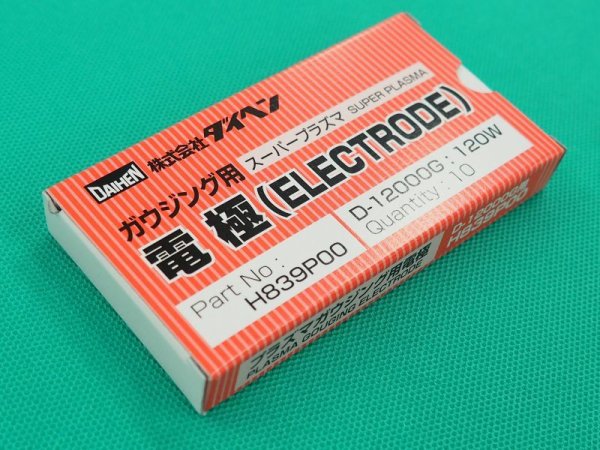 DAIHEN 株式会社ダイヘン
ガウジング用 スーパープラズマ SUPER PLASMA
電極(ELECTRODE)
Part No :
H839P00
D-12000G : 120W
Quantity : 10
プラズマガウジング用電極
PLASMA GOUGING ELECTRODE
D-12000G
H839P00